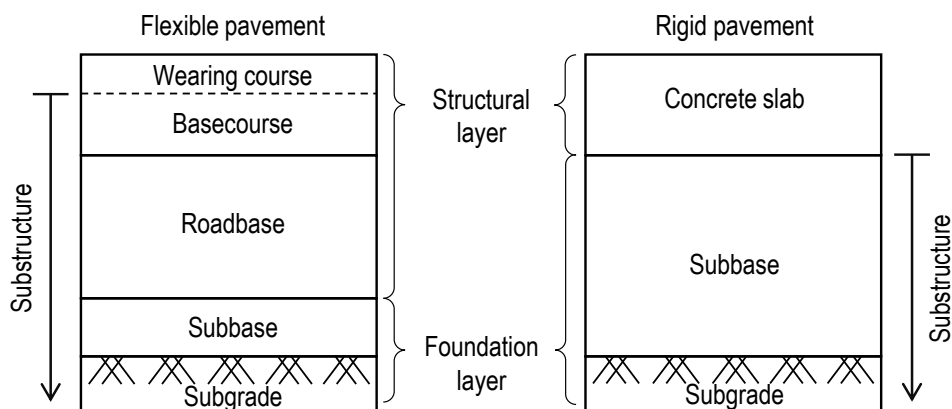 Flexible pavement
Rigid pavement
Wearing course
Basecourse
Roadbase
Subbase
Subgrade
Substructure
Structural
layer
Foundation
layer
Concrete slab
Subbase
Subgrade
Substructure